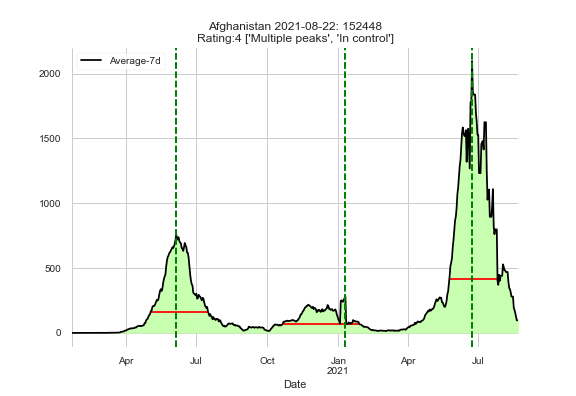 Afghanistan 2021-08-22: 152448
Rating:4 ['Multiple peaks', 'In control']
Average-7d
2000
1500
1000
500
0
Apr Jul Oct Jan Apr Jul
2021
Date